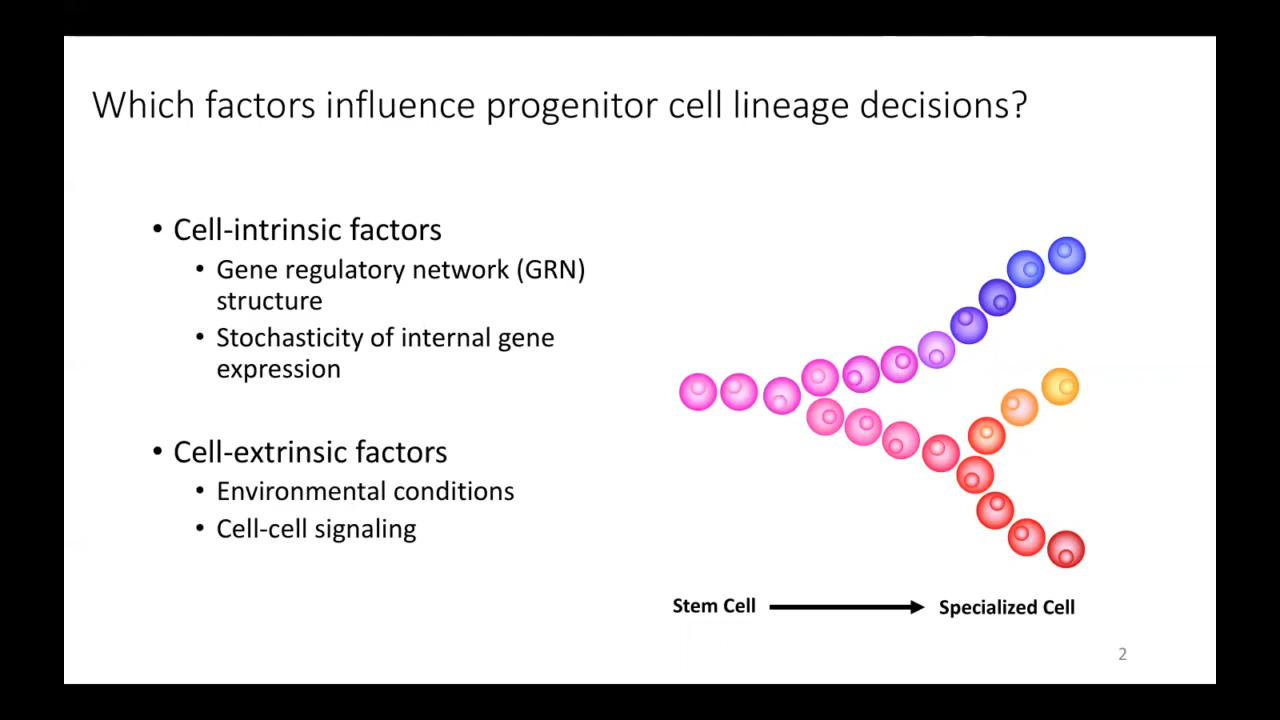 Which factors influence progenitor cell lineage decisions?
• Cell-intrinsic factors
• Gene regulatory network (GRN)
structure
• Stochasticity of internal gene
expression
• Cell-extrinsic factors
• Environmental conditions
• Cell-cell signaling
Stem Cell
Specialized Cell
2